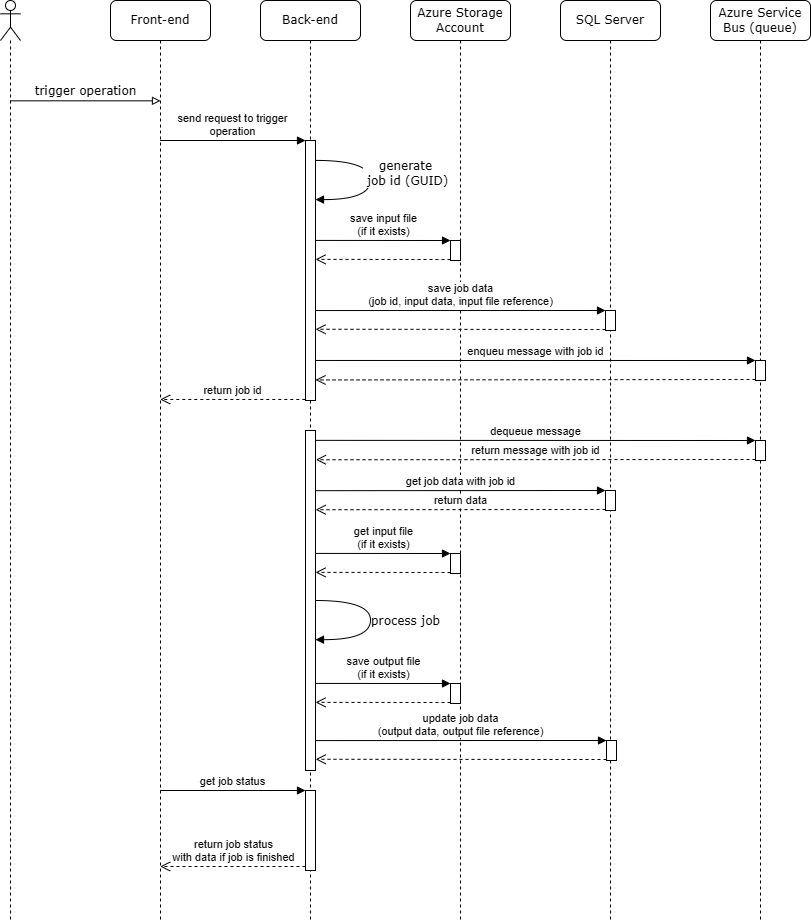 Front-end
Back-end
Azure Storage
Account
SQL Server
Azure Service
Bus (queue)
trigger operation
send request to trigger
operation
generate
job id (GUID)
save input file
(if it exists)
save job data
(job id, input data, input file reference)
enqueu message with job id
return job id
dequeue message
return message with job id
get job data with job id
return data
get input file
(if it exists)
process job
save output file
(if it exists)
update job data
(output data, output file reference)
get job status
return job status
with data if job is finished